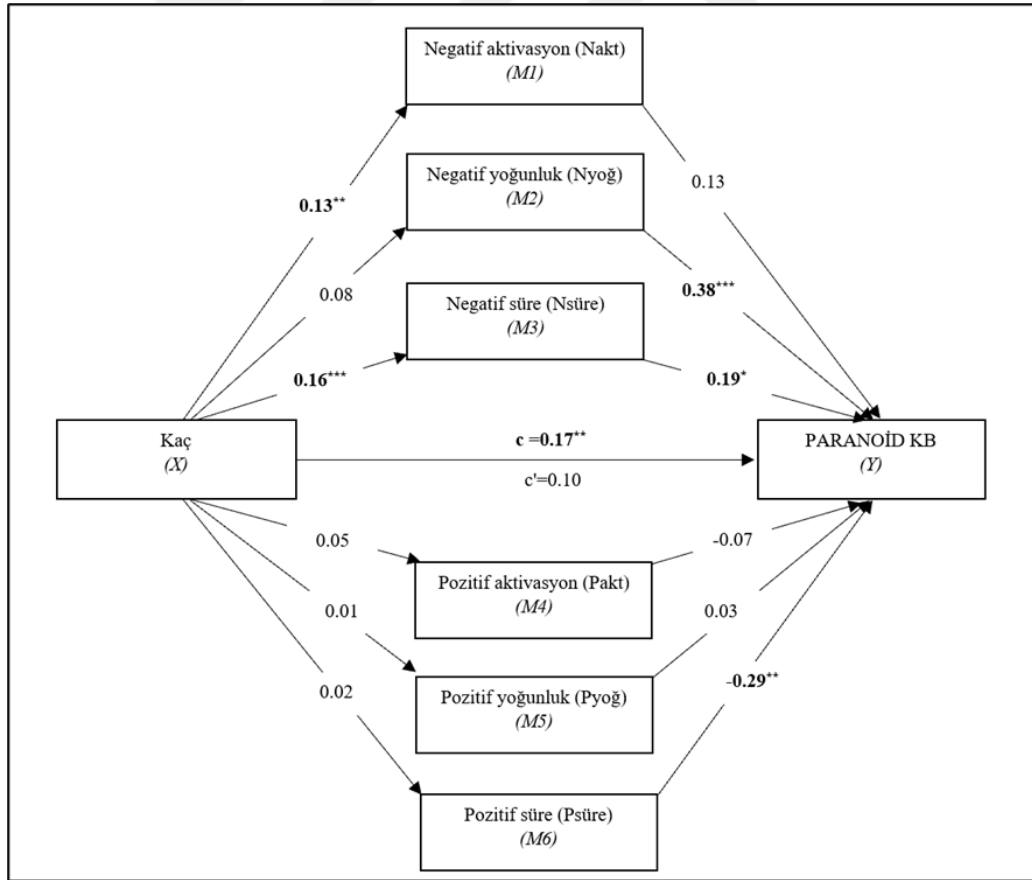 Negatif aktivasyon (Nakt)
(M1)
Negatif yoğunluk (Nyoğ)
(M2)
Negatif süre (Nsüre)
(M3)
0.13**
0.08
0.16***
0.13
0.38***
0.19*
Kaç
(X)
c =0.17**
c'=0.10
PARANOİD KB
(Y)
0.05
0.01
0.02
-0.07
0.03
-0.29**
Pozitif aktivasyon (Pakt)
(M4)
Pozitif yoğunluk (Pyoğ)
(M5)
Pozitif süre (Psüre)
(M6)